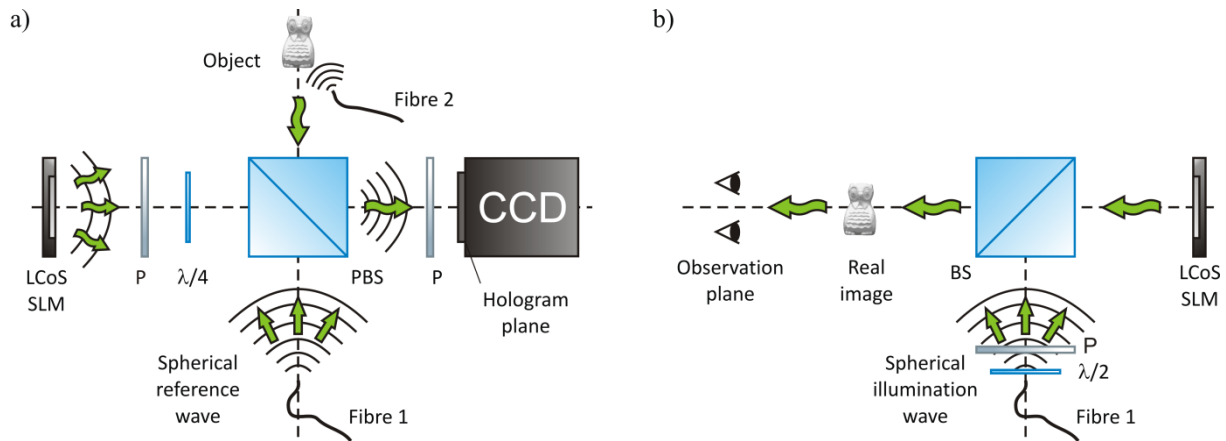 a)
Object
Fibre 2
CCD
LCoS
SLM
P
λ/4
PBS
P
Hologram
plane
Spherical
reference
wave
Fibre 1
b)
Observation
plane
Real
image
BS
LCoS
SLM
P
λ/2
Spherical
illumination
wave
Fibre 1